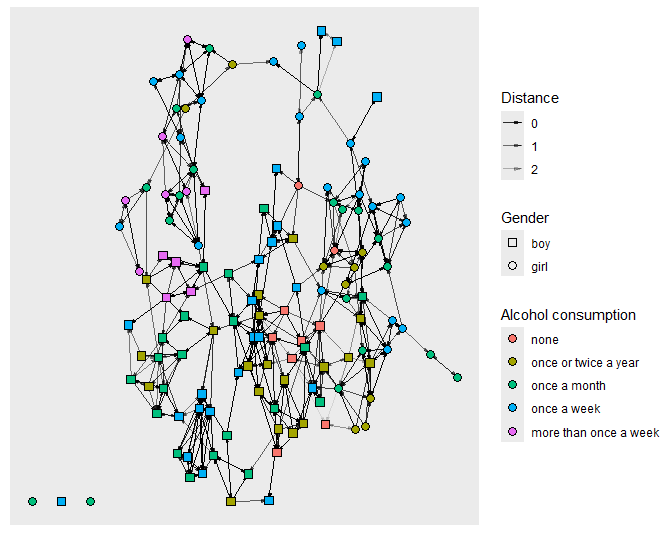 Distance
0
1
2
Gender
boy
girl
Alcohol consumption
none
once or twice a year
once a month
once a week
more than once a week